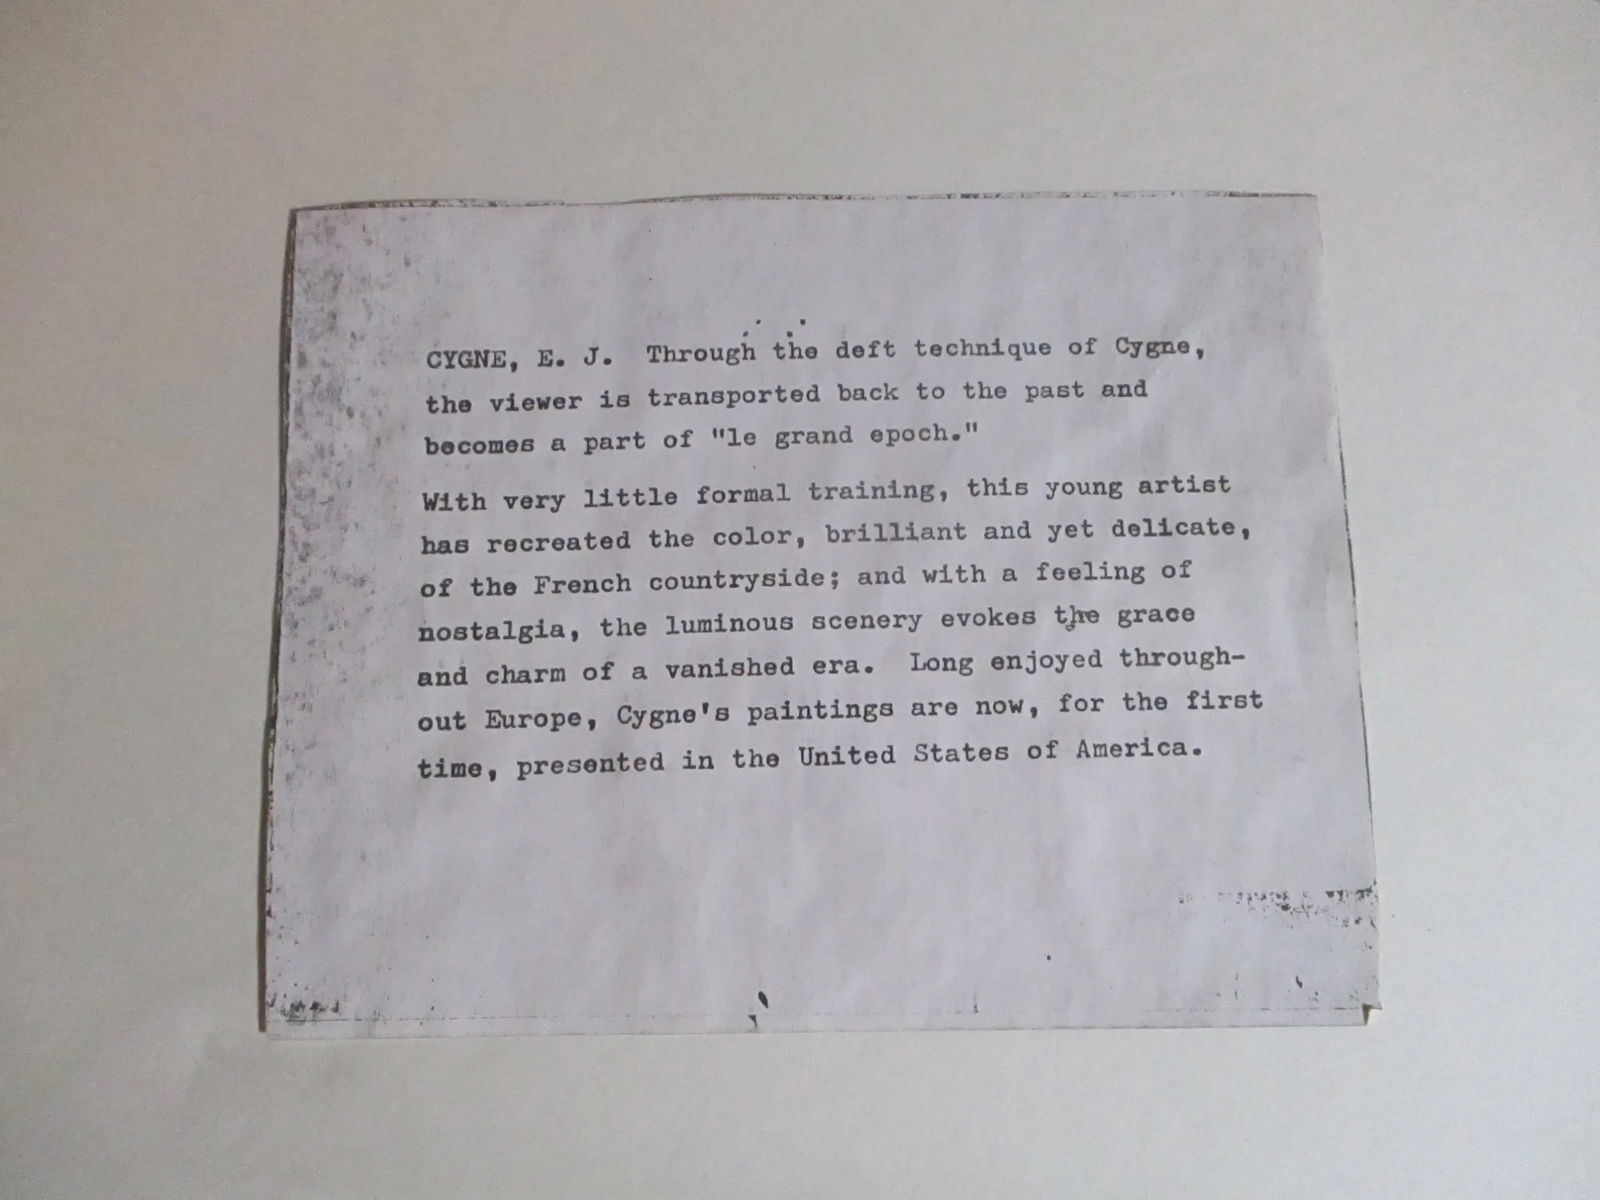 CYGNE, E. J.  Through the deft technique of Cygne,
the viewer is transported back to the past and
becomes a part of "le grand epoch."
With very little formal training, this young artist
has recreated the color, brilliant and yet delicate,
of the French countryside; and with a feeling of
nostalgia, the luminous scenery evokes the grace
and charm of a vanished era.  Long enjoyed through-
out Europe, Cygne's paintings are now, for the first
time, presented in the United States of America.